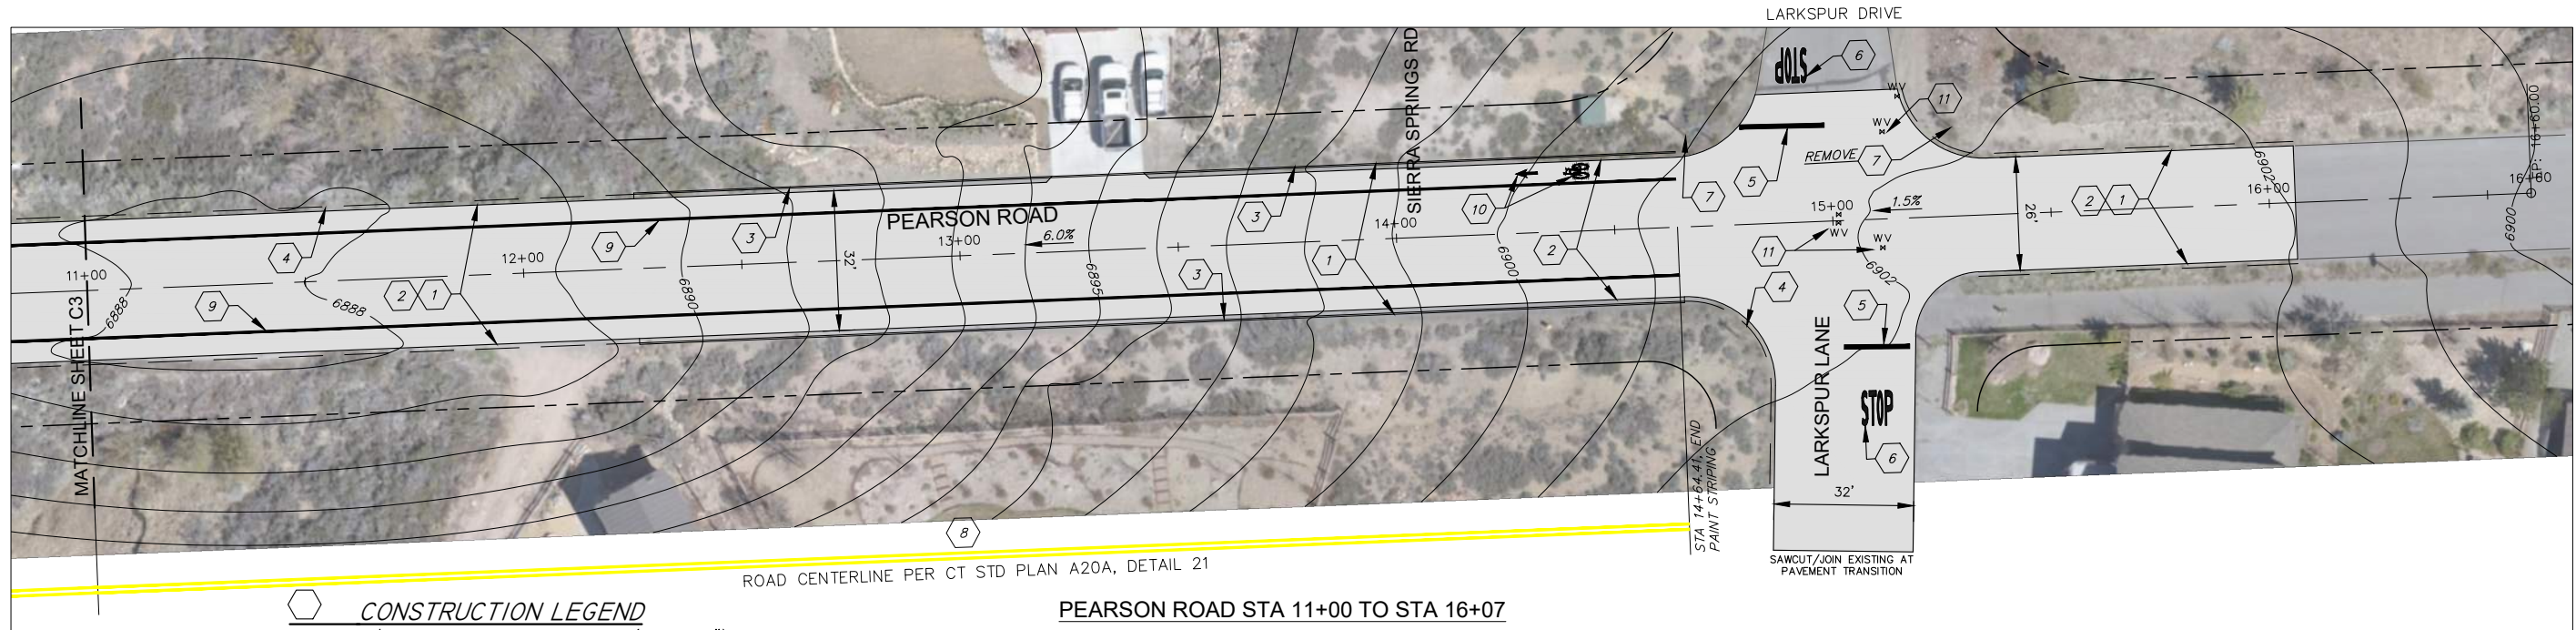 LARKSPUR DRIVE
STOP
6
WV
11
WV
5
REMOVE
7
SIERRA SPRINGS RD
EP: 16+60.00
16+60
6902
16+00
2
1
26'
1.5%
15+00
WV
WV
11
6902
7
10
PEARSON ROAD
3
14+00
6900
2
1
3
6.0%
13+00
6895
3
32'
9
6890
12+00
4
2
1
6888
9
11+00
6888
MATCHLINE SHEET C3
4
5
LARKSPUR LANE
STOP
6
6900
32'
STA 14+64.41, END
PAINT STRIPING
SAWCUT/JOIN EXISTING AT
PAVEMENT TRANSITION
8
ROAD CENTERLINE PER CT STD PLAN A20A, DETAIL 21
CONSTRUCTION LEGEND
PEARSON ROAD STA 11+00 TO STA 16+07